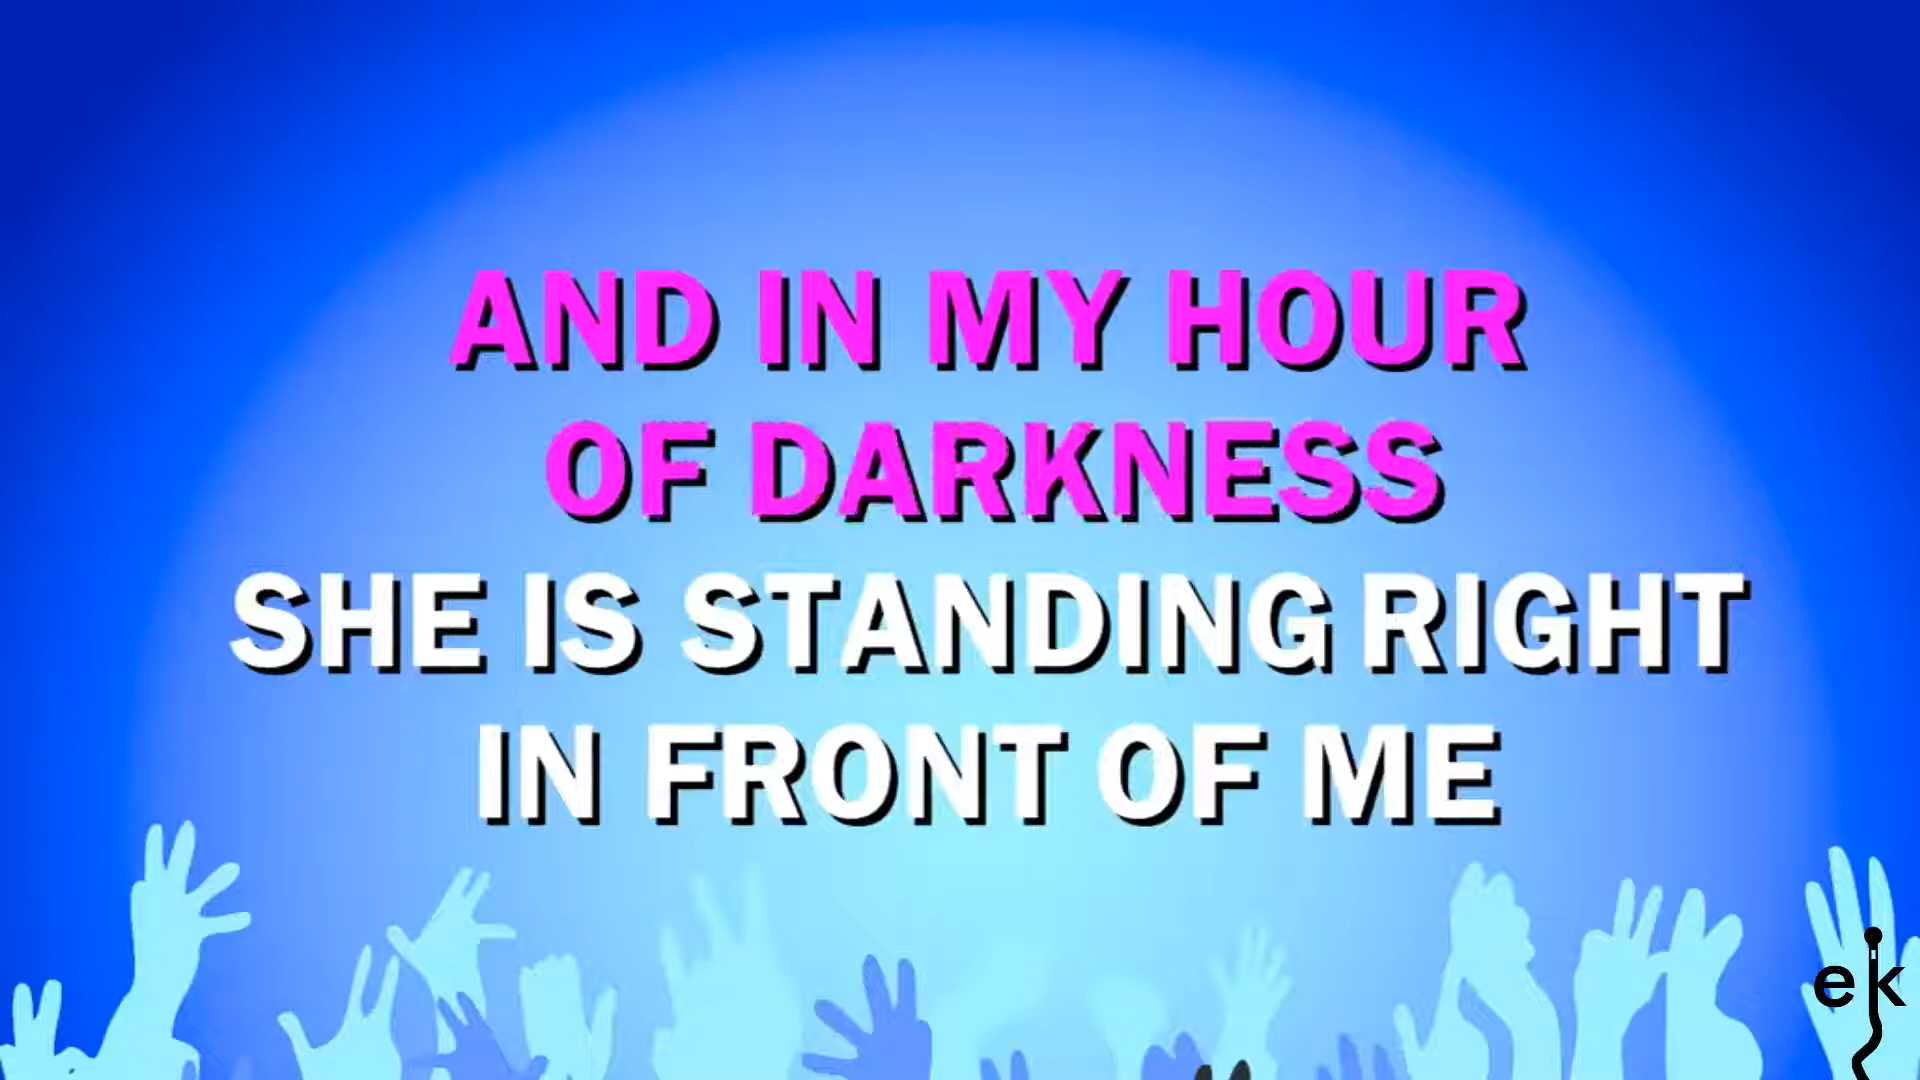 AND IN MY HOUR
OF DARKNESS
SHE IS STANDING RIGHT
IN FRONT OF ME
ek